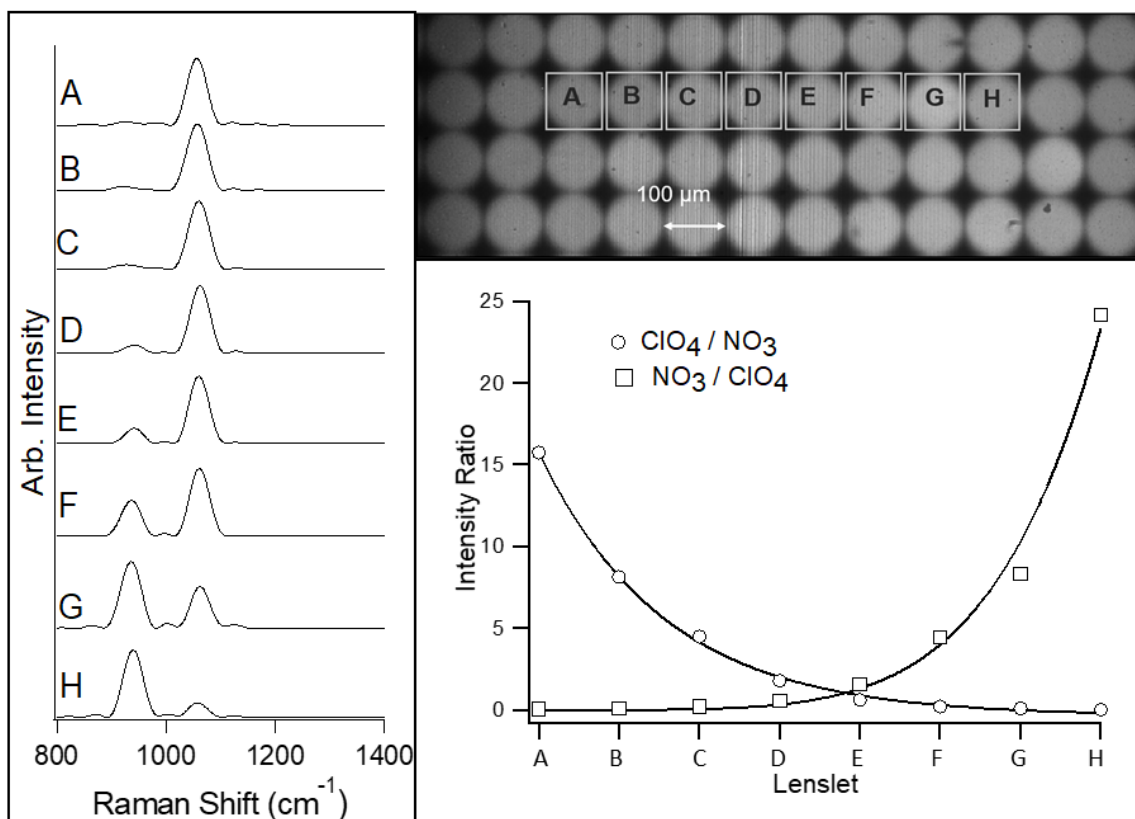 A
B
C
D
E
F
G
H
Arb. Intensity
800
1000
1200
1400
Raman Shift (cm⁻¹)
A B C D E F G H
100 µm
25
20
15
10
5
0
Intensity Ratio
ClO₄ / NO₃
NO₃ / ClO₄
A B C D E F G H
Lenslet